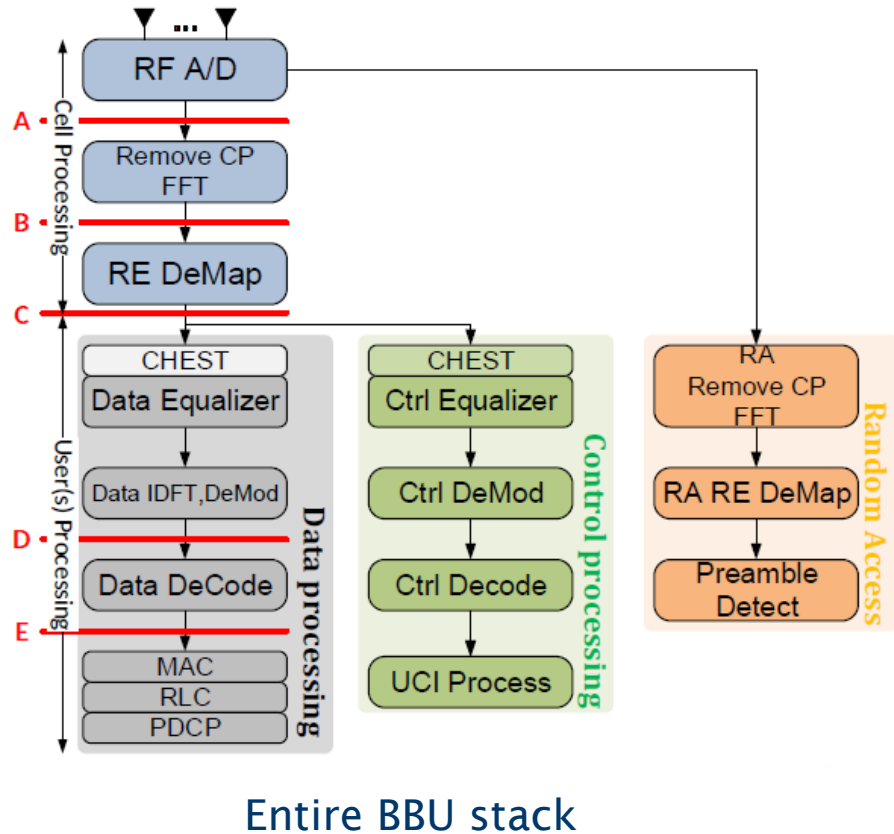 ...
RF A/D
A
Cell Processing
Remove CP
FFT
B
RE DeMap
C
CHEST
Data Equalizer
Data IDFT,DeMod
D
Data DeCode
E
MAC
RLC
PDCP
User(s) Processing
Data processing
CHEST
Ctrl Equalizer
Ctrl DeMod
Ctrl Decode
UCI Process
Control processing
RA
Remove CP
FFT
RA RE DeMap
Preamble
Detect
Random Access
Entire BBU stack